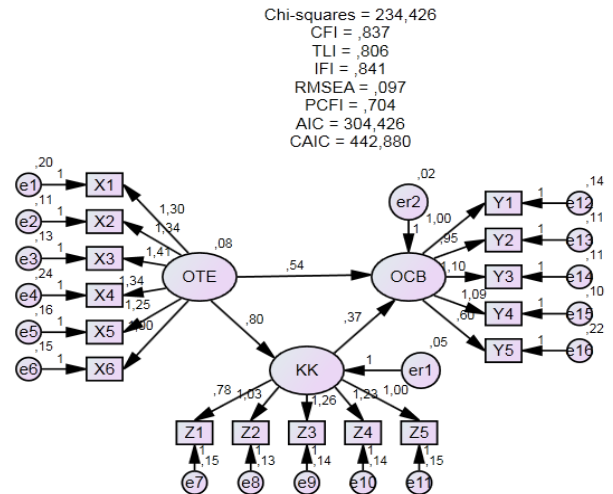 Chi-squares = 234,426
CFI = ,837
TLI = ,806
IFI = ,841
RMSEA = ,097
PCFI = ,704
AIC = 304,426
CAIC = 442,880
,20
e1 1 X1
,11
e2 1 X2
,13
e3 1 X3
,24
e4 1 X4
,16
e5 1 X5
,15
e6 1 X6
1,30
1,34
1,41
1,34
1,25
1,00
,08
OTE
,54
,80
,02
er2
1
OCB
,37
1,00
,95
,10
1,09
,60
,14
Y1 1 e12
,11
Y2 1 e13
,11
Y3 1 e14
,10
Y4 1 e15
,22
Y5 1 e16
,05
KK 1 er1
,78 1,03 1,26 1,23 1,00
Z1 Z2 Z3 Z4 Z5
1 1 1 1 1
,15 ,13 ,14 ,14 ,15
e7 e8 e9 e10 e11